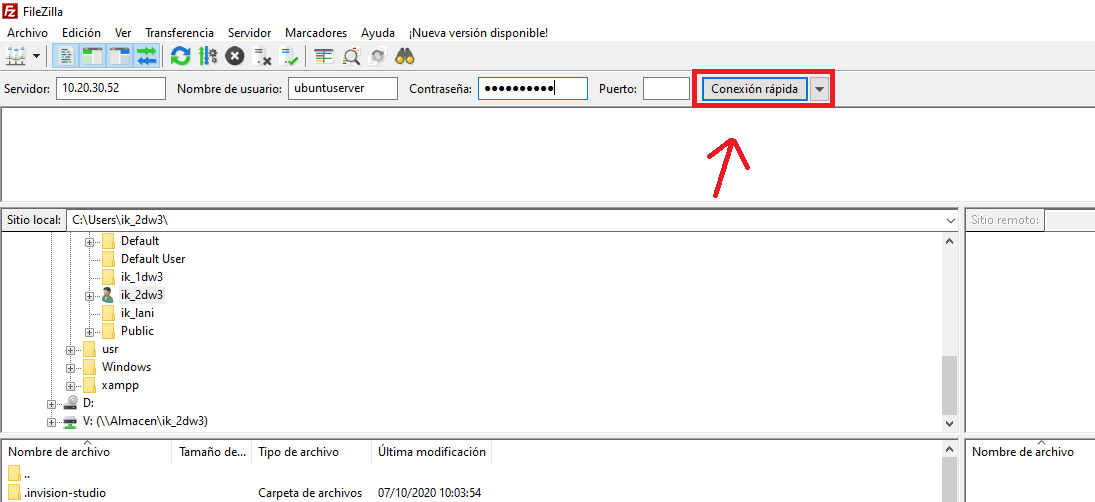 FileZilla
Archivo Edición Ver Transferencia Servidor Marcadores Ayuda ¡Nueva versión disponible!
Servidor: 10.20.30.52 Nombre de usuario: ubuntuserver Contraseña: ●●●●●●●●●● Puerto: Conexión rápida
Sitio local: C:\Users\ik_2dw3\ Sitio remoto:
Default
Default User
ik_1dw3
ik_2dw3
ik_lani
Public
usr
Windows
xampp
D:
V: (\\Almacen\ik_2dw3)
Nombre de archivo Tamaño de... Tipo de archivo Última modificación Nombre de archivo
..
.invision-studio Carpeta de archivos 07/10/2020 10:03:54